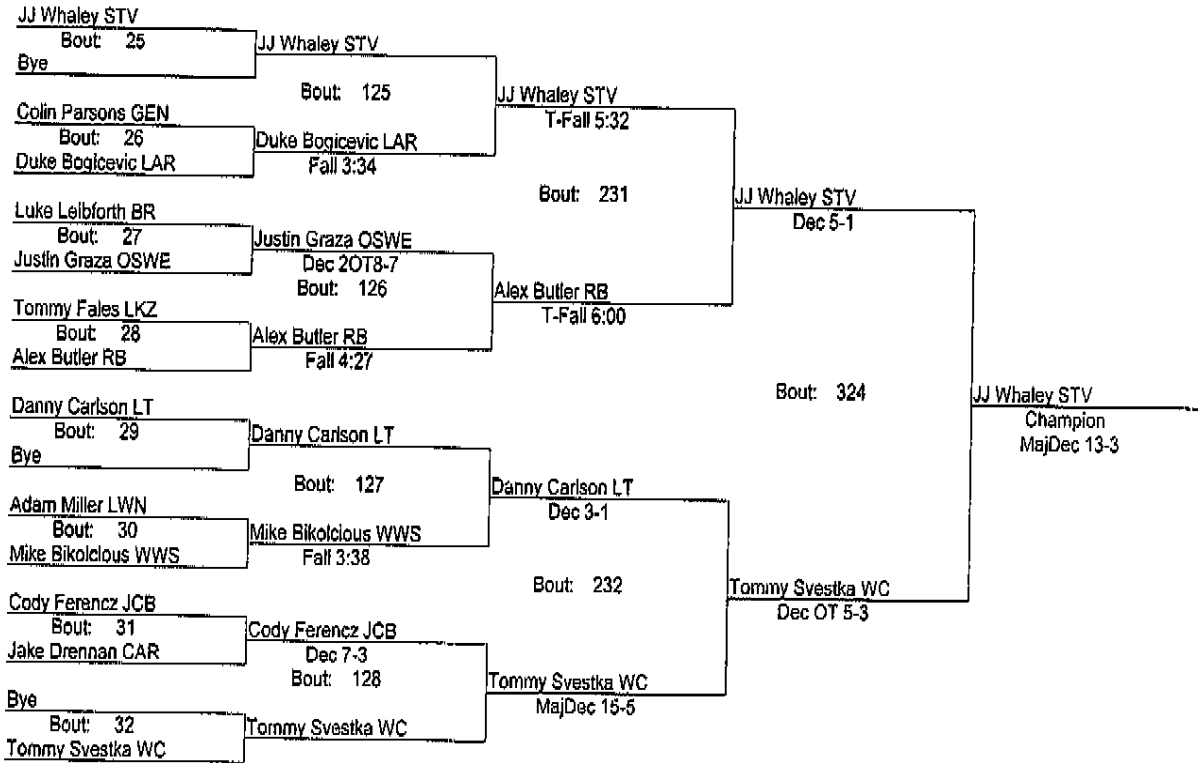 JJ Whaley STV
Bout: 25
Bye
JJ Whaley STV
Bout: 125
Colin Parsons GEN
Bout: 26
Duke Bogicevic LAR
Duke Bogicevic LAR
Fall 3:34
JJ Whaley STV
T-Fall 5:32
Bout: 231
Luke Leibforth BR
Bout: 27
Justin Graza OSWE
Justin Graza OSWE
Dec 2OT8-7
Bout: 126
Tommy Fales LKZ
Bout: 28
Alex Butler RB
Alex Butler RB
Fall 4:27
Alex Butler RB
T-Fall 6:00
JJ Whaley STV
Dec 5-1
Bout: 324
Danny Carlson LT
Bout: 29
Bye
Danny Carlson LT
Bout: 127
Adam Miller LWN
Bout: 30
Mike Bikolcious WWS
Mike Bikolcious WWS
Fall 3:38
Danny Carlson LT
Dec 3-1
Bout: 232
Cody Ferencz JCB
Bout: 31
Jake Drennan CAR
Cody Ferencz JCB
Dec 7-3
Bout: 128
Bye
Bout: 32
Tommy Svestka WC
Tommy Svestka WC
Tommy Svestka WC
MajDec 15-5
Tommy Svestka WC
Dec OT 5-3
JJ Whaley STV
Champion
MajDec 13-3